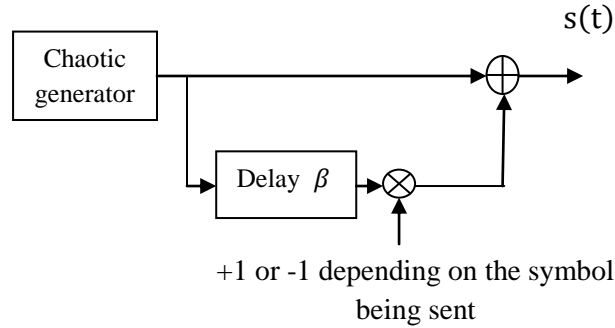 s(t)
Chaotic
generator
Delay β
+1 or -1 depending on the symbol
being sent